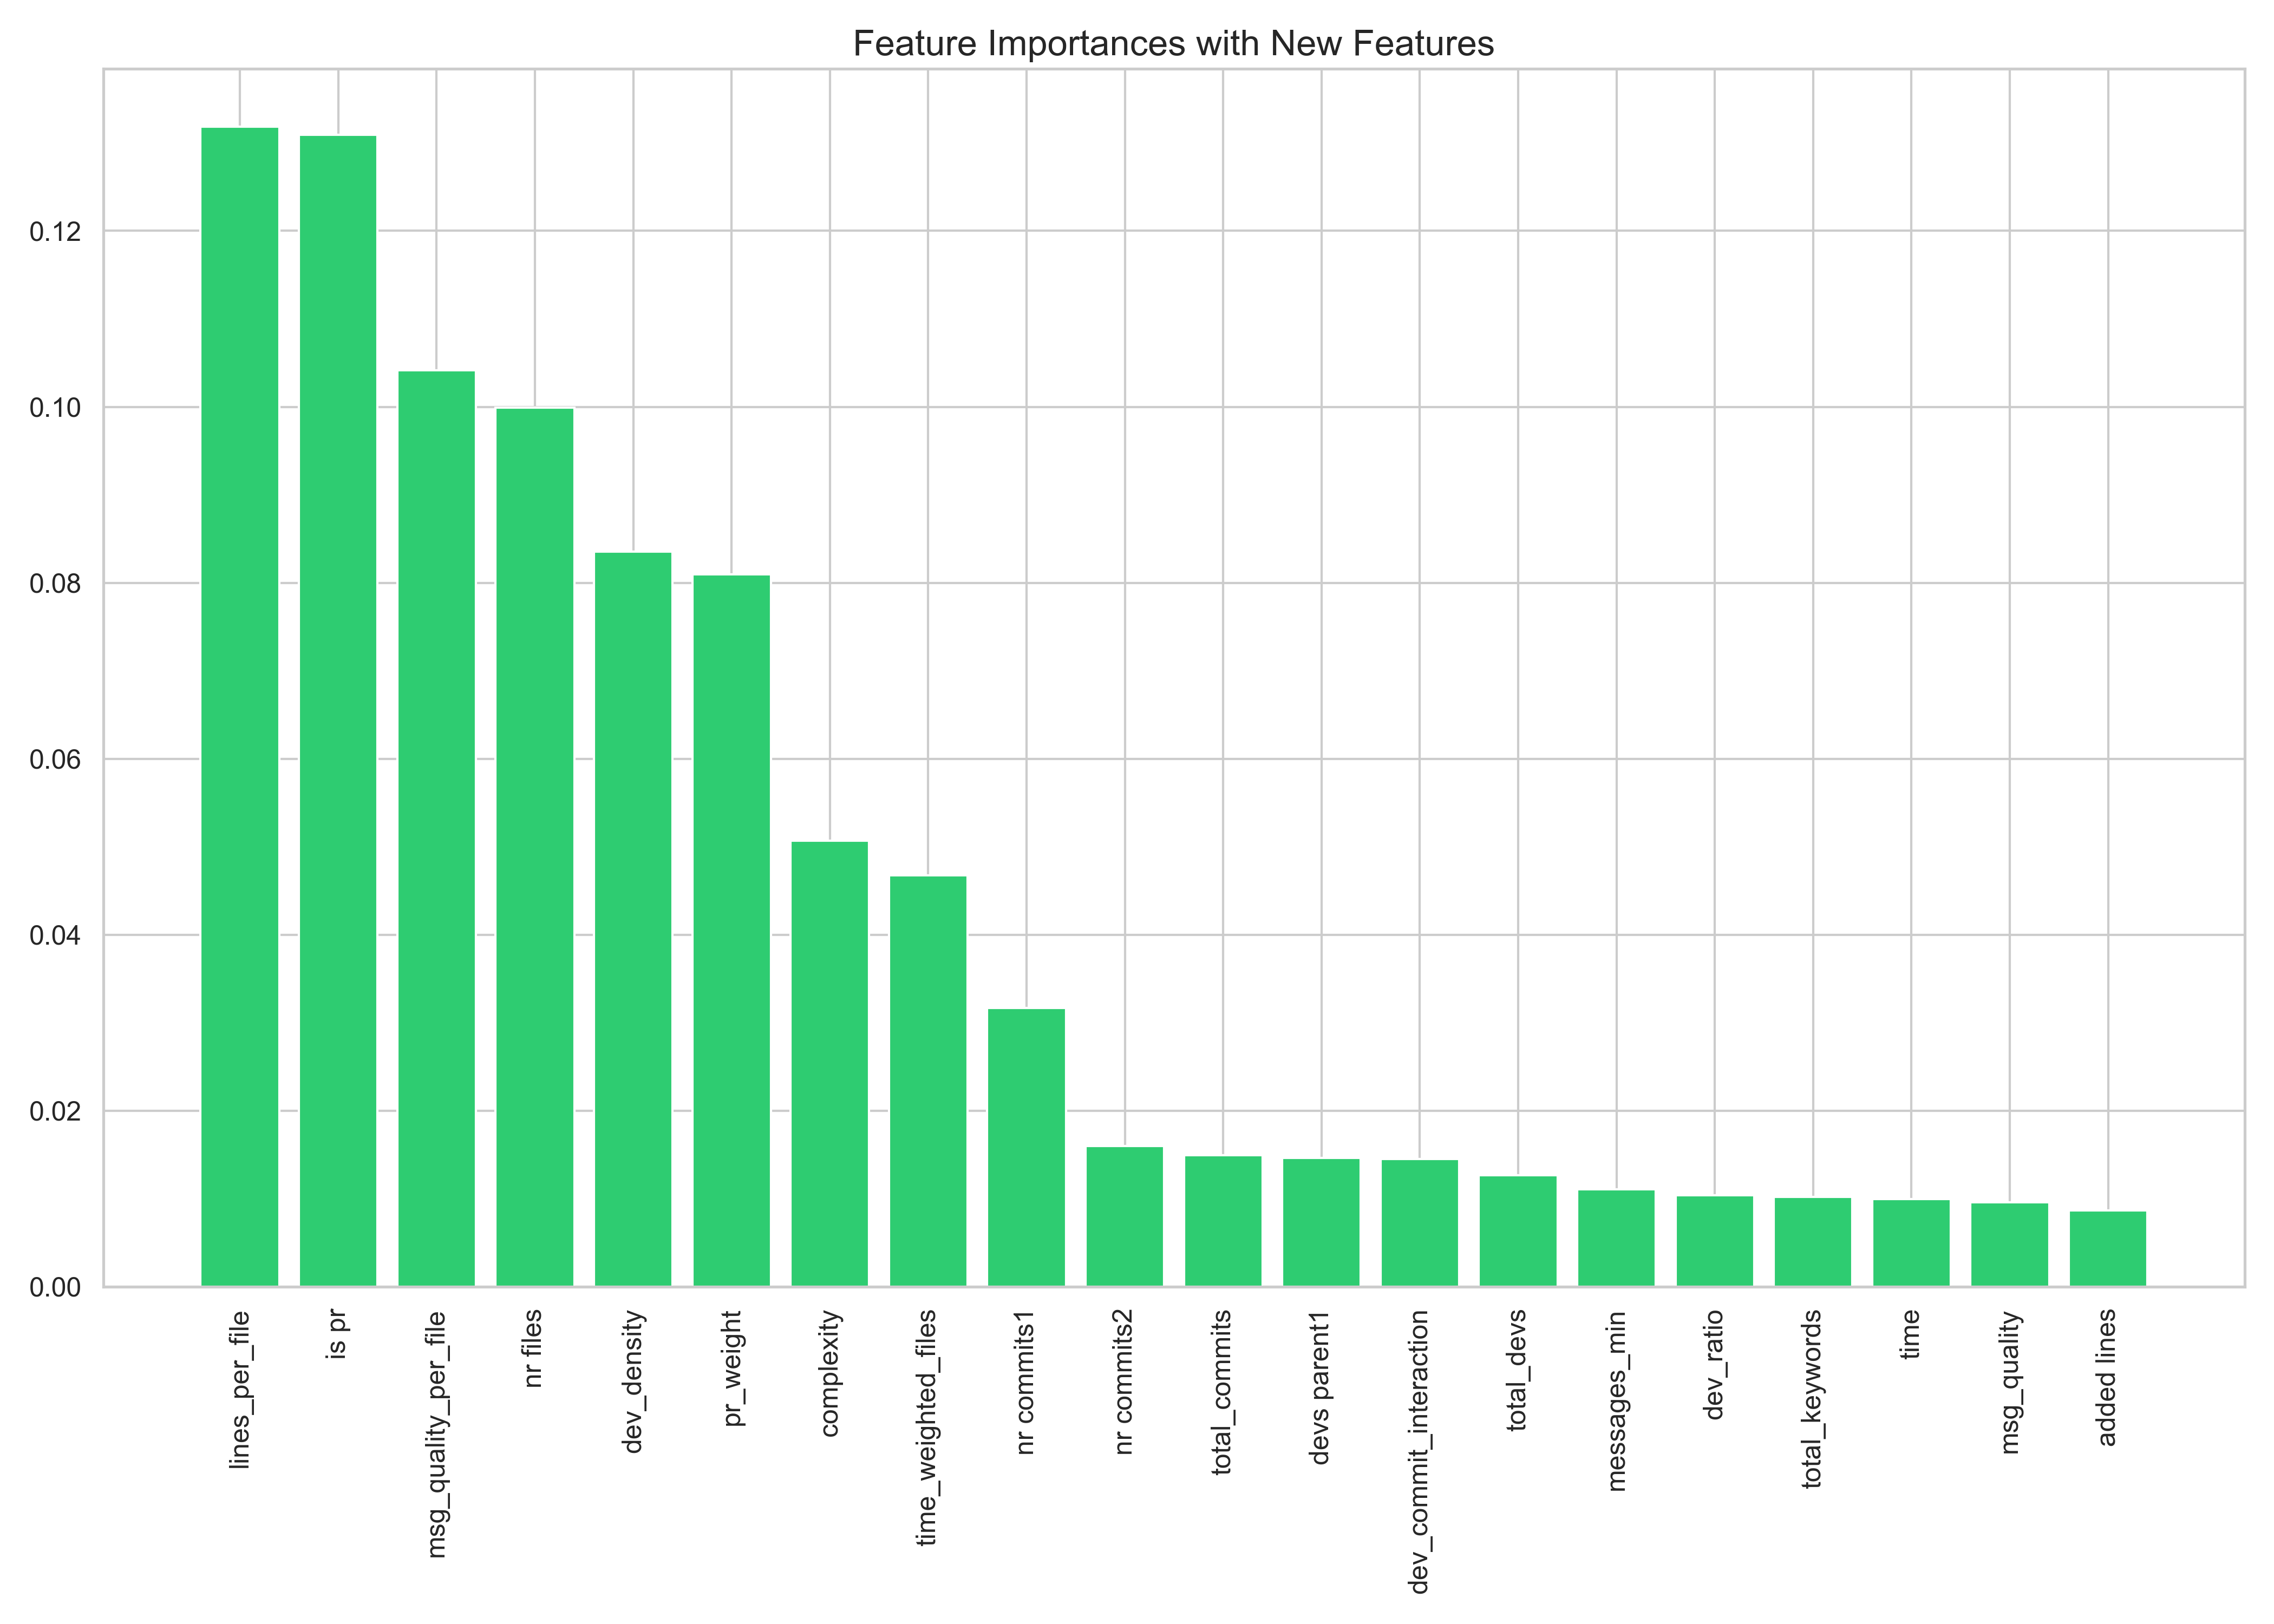 Feature Importances with New Features
0.12
0.10
0.08
0.06
0.04
0.02
0.00
lines_per_file
is pr
msg_quality_per_file
nr files
dev_density
pr_weight
complexity
time_weighted_files
nr commits1
nr commits2
total_commits
devs parent1
dev_commit_interaction
total_devs
messages_min
dev_ratio
total_keywords
time
msg_quality
added lines